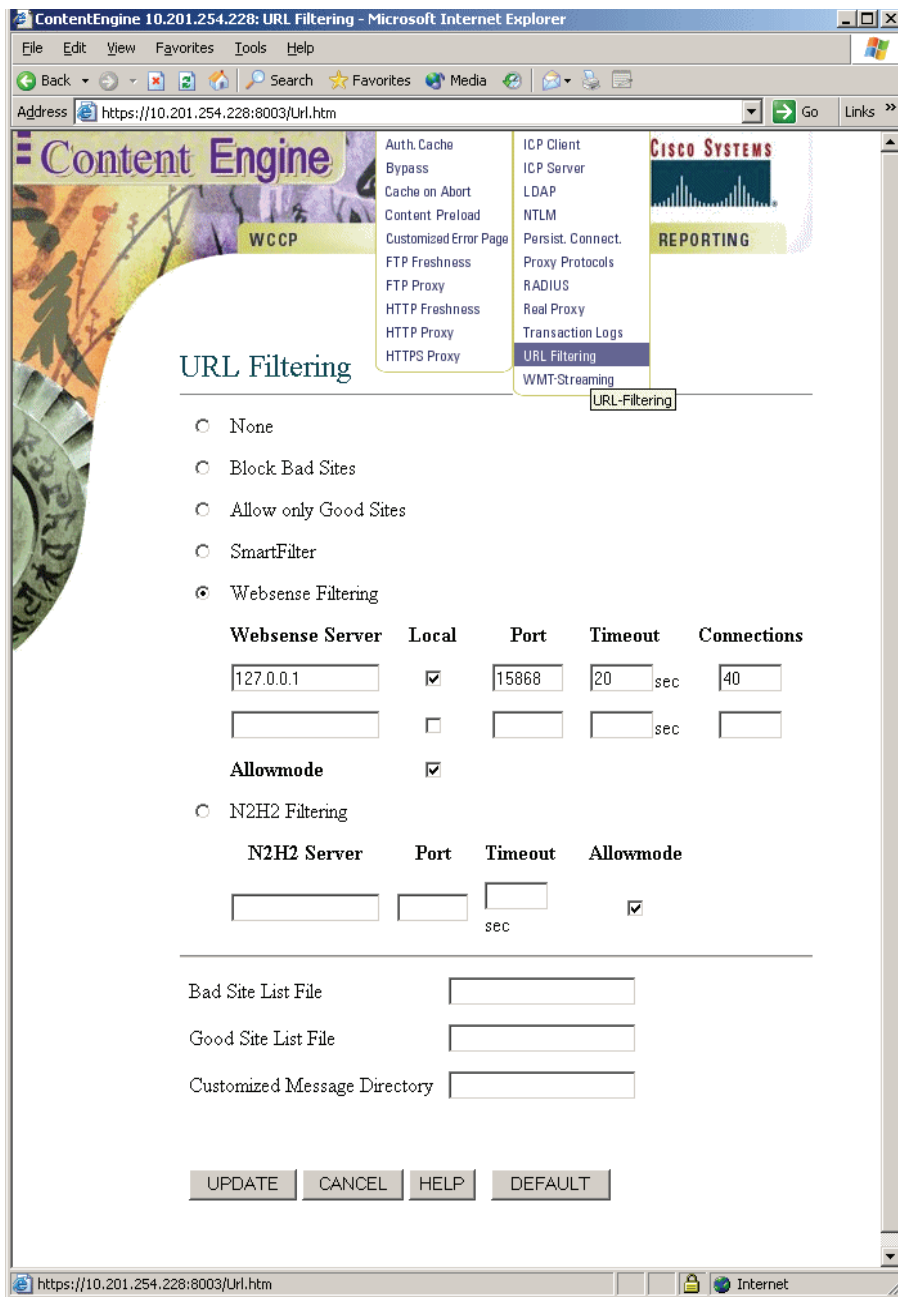 ContentEngine 10.201.254.228: URL Filtering - Microsoft Internet Explorer
File Edit View Favorites Tools Help
Back Search Favorites Media
Address https://10.201.254.228:8003/Url.htm Go Links »
Content Engine
CISCO SYSTEMS
WCCP
REPORTING
Auth. Cache
Bypass
Cache on Abort
Content Preload
Customized Error Page
FTP Freshness
FTP Proxy
HTTP Freshness
HTTP Proxy
HTTPS Proxy
ICP Client
ICP Server
LDAP
NTLM
Persist. Connect.
Proxy Protocols
RADIUS
Real Proxy
Transaction Logs
URL Filtering
WMT-Streaming
URL-Filtering
URL Filtering
None
Block Bad Sites
Allow only Good Sites
SmartFilter
Websense Filtering
Websense Server Local Port Timeout Connections
127.0.0.1 15868 20 sec 40
sec
Allowmode
N2H2 Filtering
N2H2 Server Port Timeout Allowmode
sec
Bad Site List File
Good Site List File
Customized Message Directory
UPDATE CANCEL HELP DEFAULT
https://10.201.254.228:8003/Url.htm Internet